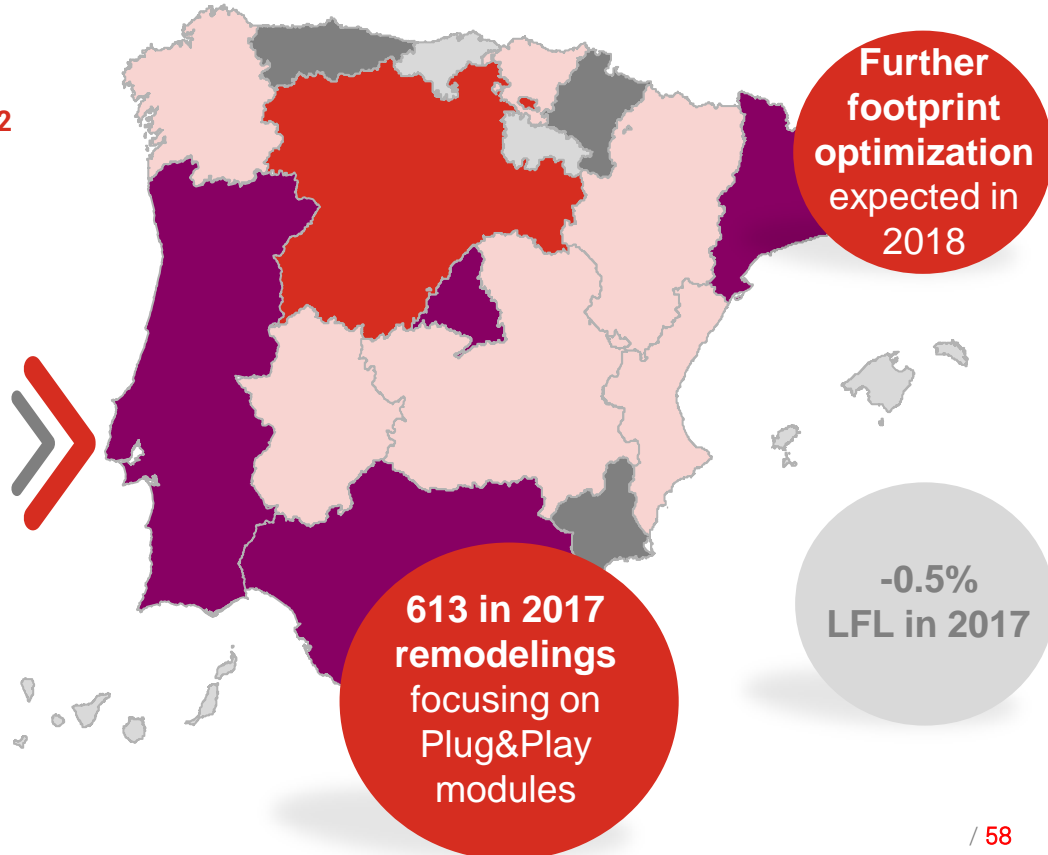 2
Further
footprint
optimization
expected in
2018
-0.5%
LFL in 2017
613 in 2017
remodelings
focusing on
Plug&Play
modules
/ 58